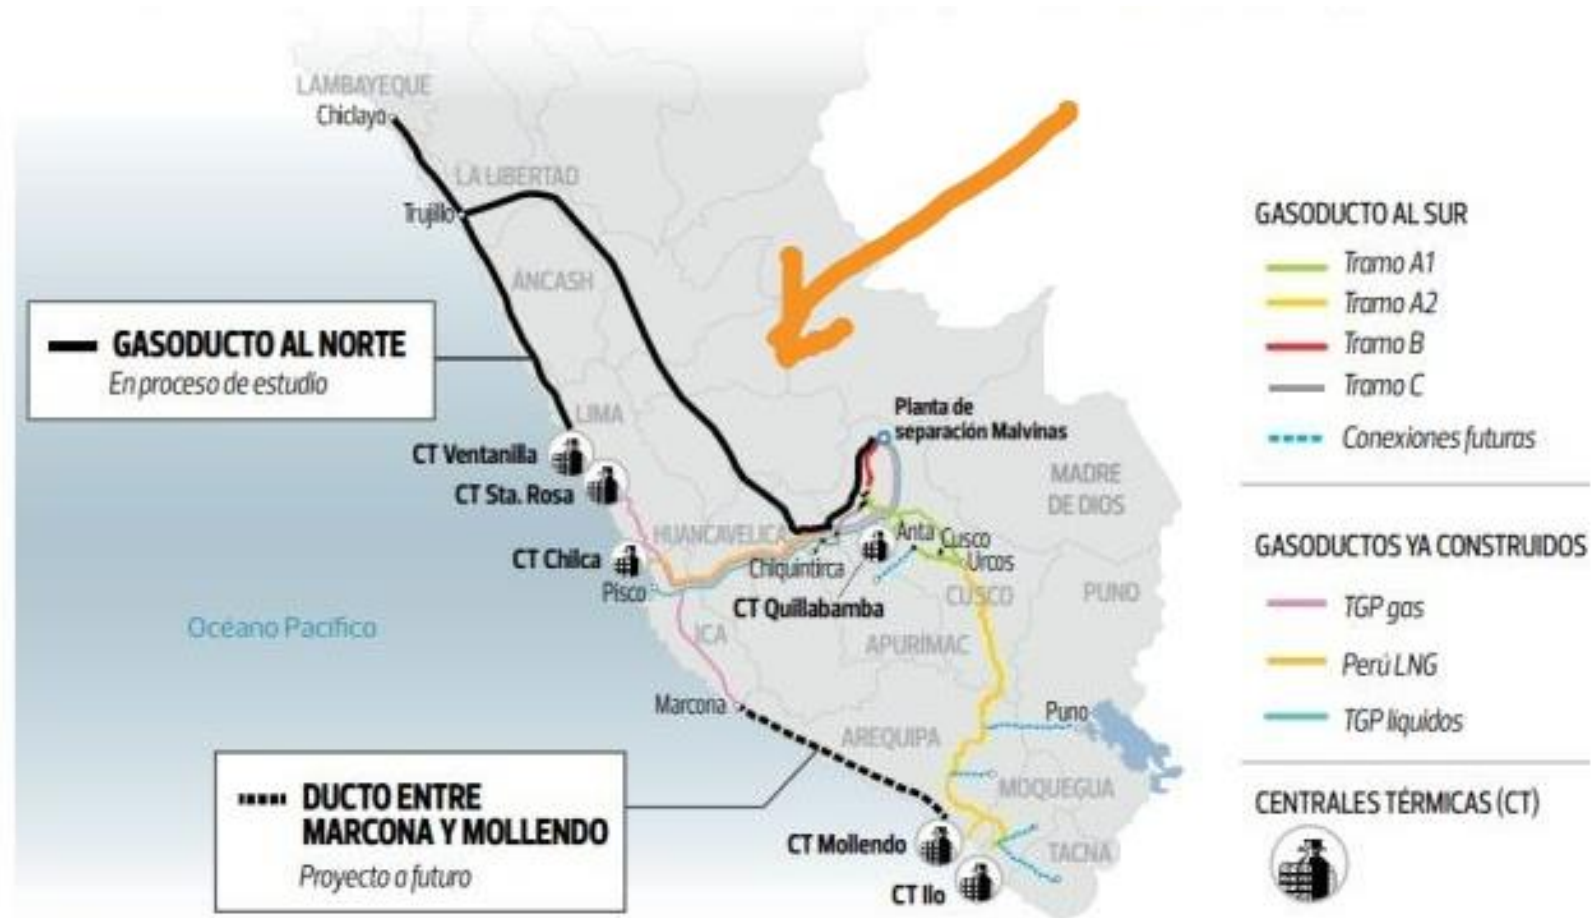 LAMBAYEQUE
Chiclayo
LA LIBERTAD
Trujillo
ÁNCASH
GASODUCTO AL NORTE
En proceso de estudio
LIMA
CT Ventanilla
CT Sta. Rosa
Planta de
separación Malvinas
MADRE
DE DIOS
HUANCAVELICA
CT Chilca
Pisco
Chiquintirca
Anta
Cusco
Urcos
CT Quillabamba
CUSCO
PUNO
Océano Pacífico
ICA
APURÍMAC
Marcona
AREQUIPA
Puno
MOQUEGUA
DUCTO ENTRE
MARCONA Y MOLLENDO
Proyecto a futuro
CT Mollendo
TACNA
CT Ilo
GASODUCTO AL SUR
Tramo A1
Tramo A2
Tramo B
Tramo C
Conexiones futuras
GASODUCTOS YA CONSTRUIDOS
TGP gas
Perú LNG
TGP líquidos
CENTRALES TÉRMICAS (CT)